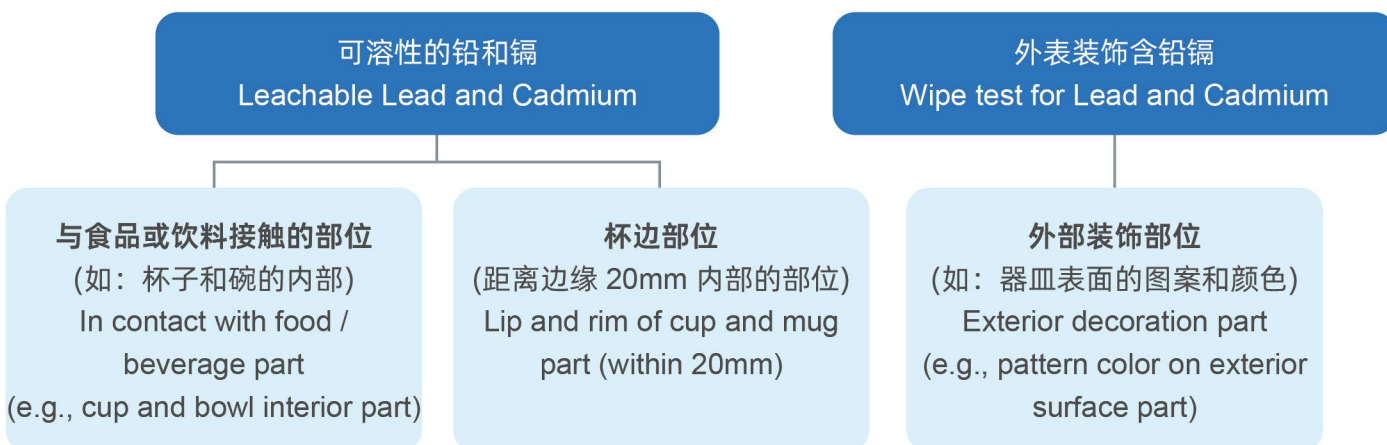 可溶性的铅和镉
Leachable Lead and Cadmium
外表装饰含铅镉
Wipe test for Lead and Cadmium
与食品或饮料接触的部位
(如：杯子和碗的内部)
In contact with food /
beverage part
(e.g., cup and bowl interior part)
杯边部位
(距离边缘 20mm 内部的部位)
Lip and rim of cup and mug
part (within 20mm)
外部装饰部位
(如：器皿表面的图案和颜色)
Exterior decoration part
(e.g., pattern color on exterior
surface part)